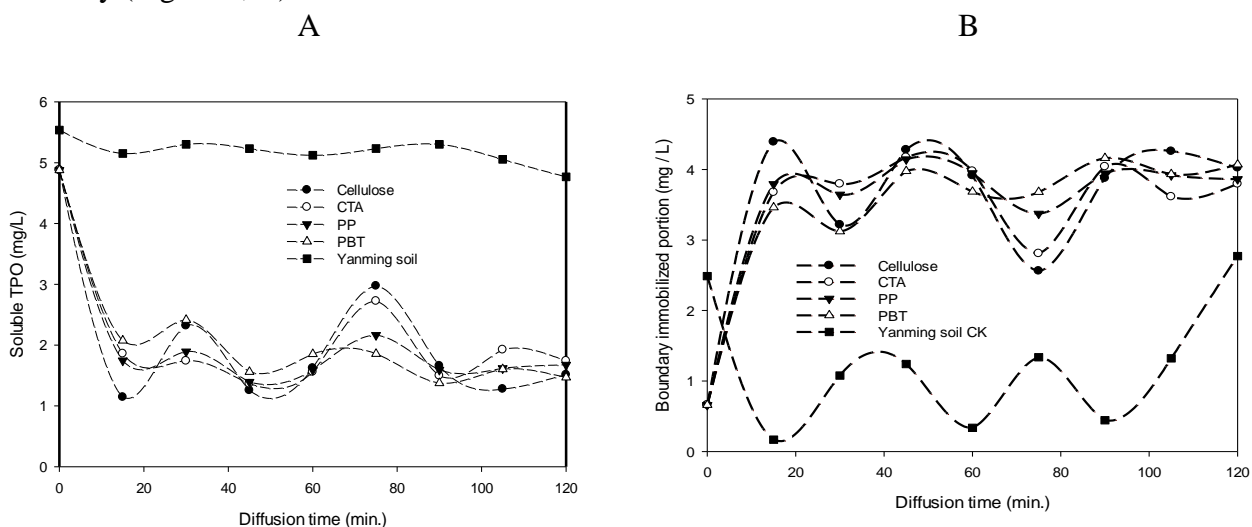 A
B
Soluble TPO (mg/L)
6
5
4
3
2
1
0
Cellulose
CTA
PP
PBT
Yanming soil
0 20 40 60 80 100 120
Diffusion time (min.)
Boundary immobilized portion (mg / L)
5
4
3
2
1
0
Cellulose
CTA
PP
PBT
Yanming soil CK
0 20 40 60 80 100 120
Diffusion time (min.)